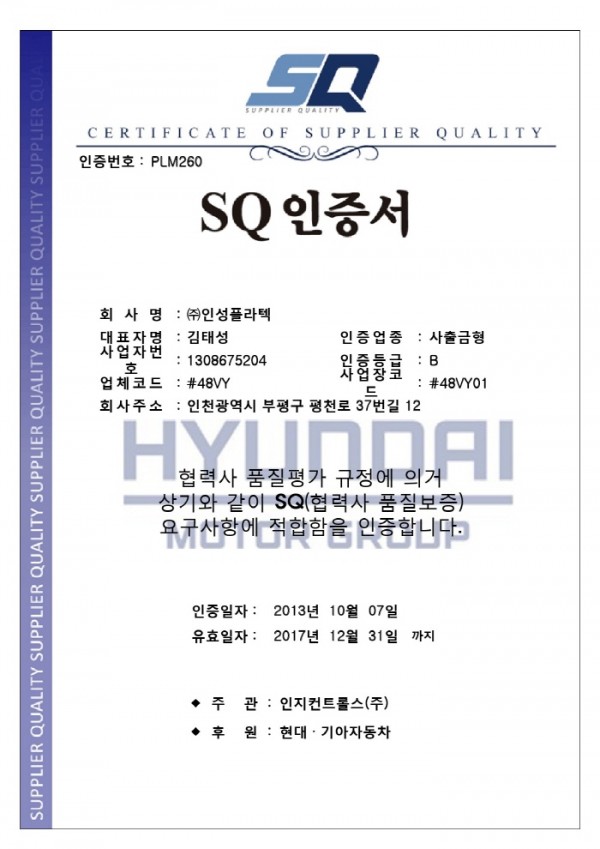 SQ
SUPPLIER QUALITY
CERTIFICATE OF SUPPLIER QUALITY
인증번호 : PLM260
SQ 인증서
회 사 명 : ㈜인성플라텍
대표자명 : 김태성 인증업종 : 사출금형
사업자번호 : 1308675204 인증등급 : B
업체코드 : #48VY 사업장코드 : #48VY01
회사주소 : 인천광역시 부평구 평천로 37번길 12
HYUNDAI
MOTOR GROUP
협력사 품질평가 규정에 의거
상기와 같이 SQ(협력사 품질보증)
요구사항에 적합함을 인증합니다.
인증일자 : 2013년 10월 07일
유효일자 : 2017년 12월 31일 까지
◆ 주 관 : 인지컨트롤스(주)
◆ 후 원 : 현대 · 기아자동차
SUPPLIER QUALITY SUPPLIER QUALITY SUPPLIER QUALITY SUPPLIER QUALITY SUPPLIER QUA